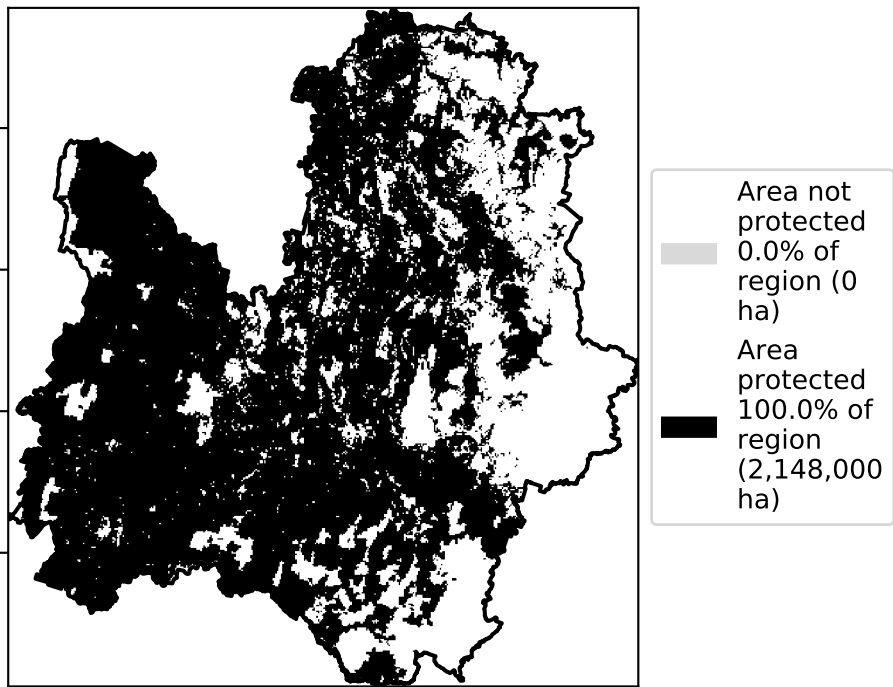 Area not
protected
0.0% of
region (0
ha)
Area
protected
100.0% of
region
(2,148,000
ha)